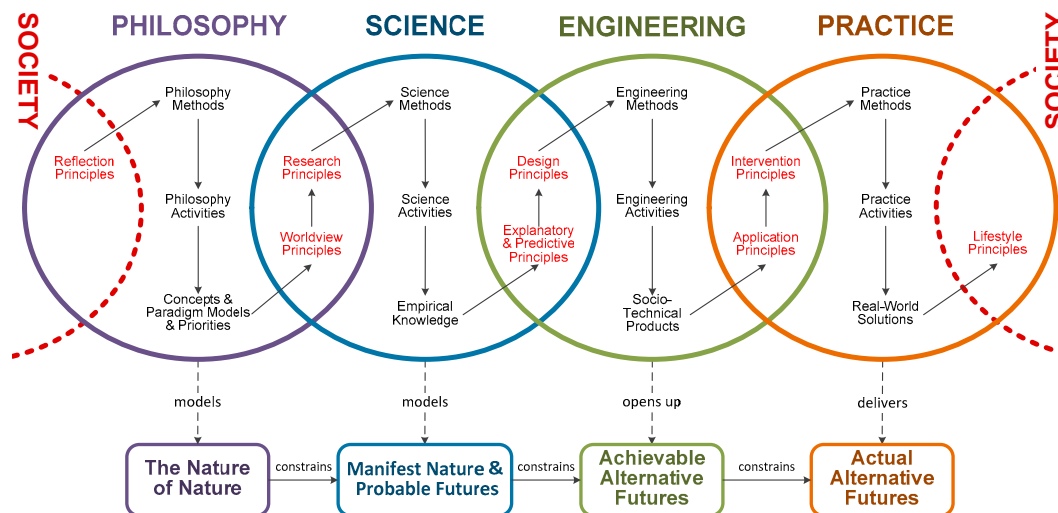 SOCIETY
PHILOSOPHY
SCIENCE
ENGINEERING
PRACTICE
SOCIETY
Reflection
Principles
Philosophy
Methods
Philosophy
Activities
Concepts &
Paradigm Models
& Priorities
Research
Principles
Worldview
Principles
Science
Methods
Science
Activities
Empirical
Knowledge
Design
Principles
Explanatory
& Predictive
Principles
Engineering
Methods
Engineering
Activities
Socio-
Technical
Products
Intervention
Principles
Application
Principles
Practice
Methods
Practice
Activities
Real-World
Solutions
Lifestyle
Principles
models
models
opens up
delivers
The Nature
of Nature
constrains
Manifest Nature &
Probable Futures
constrains
Achievable
Alternative
Futures
constrains
Actual
Alternative
Futures